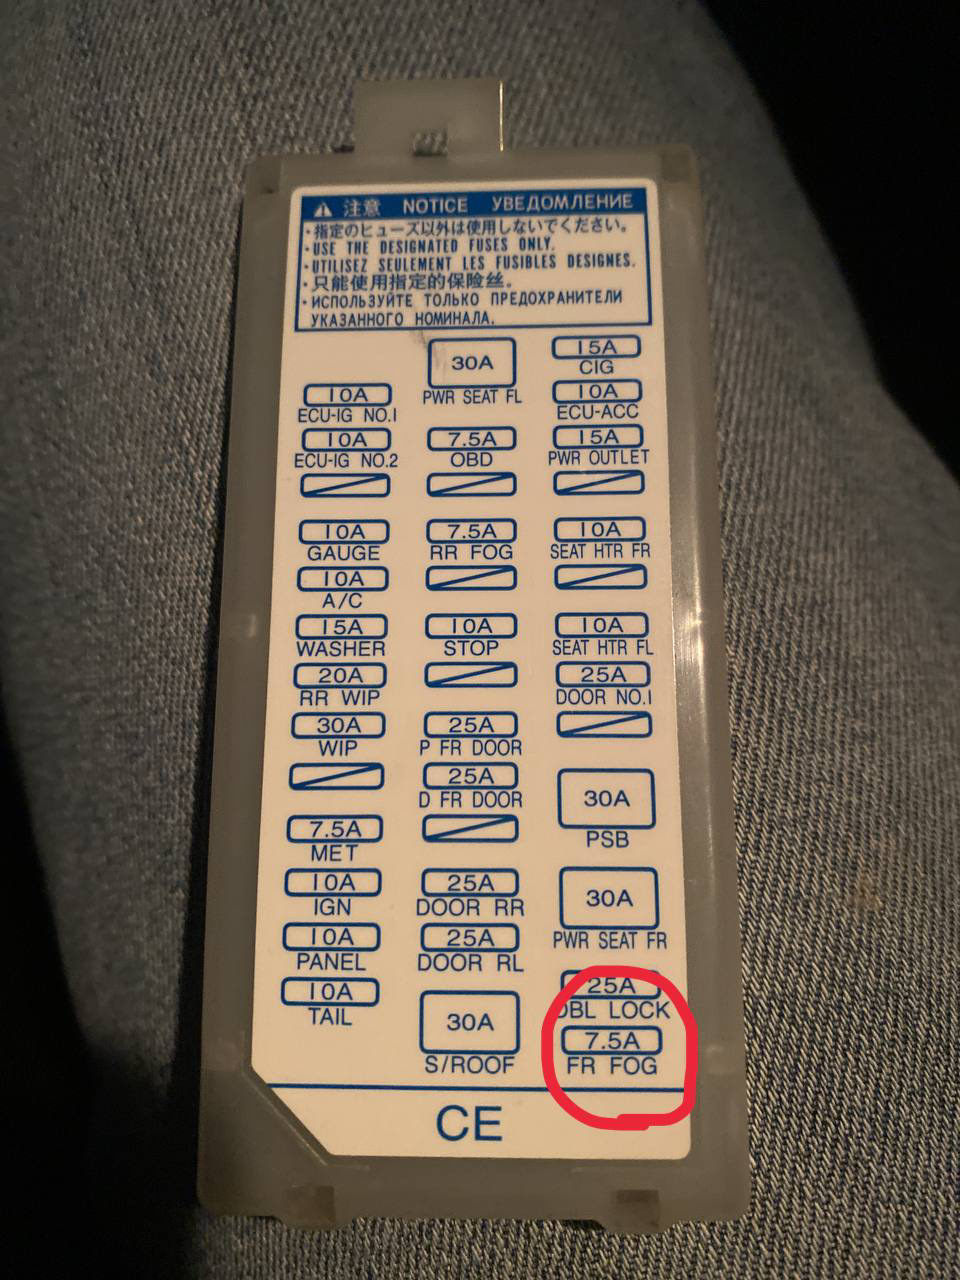 注意 NOTICE УВЕДОМЛЕНИЕ
・指定のヒューズ以外は使用しないでください。
・USE THE DESIGNATED FUSES ONLY.
・UTILISEZ SEULEMENT LES FUSIBLES DESIGNES.
・只能使用指定的保险丝。
・ИСПОЛЬЗУЙТЕ ТОЛЬКО ПРЕДОХРАНИТЕЛИ
УКАЗАННОГО НОМИНАЛА.
10A
ECU-IG NO.1
10A
ECU-IG NO.2
10A
GAUGE
10A
A/C
15A
WASHER
20A
RR WIP
30A
WIP
7.5A
MET
10A
IGN
10A
PANEL
10A
TAIL
30A
PWR SEAT FL
7.5A
OBD
7.5A
RR FOG
10A
STOP
25A
P FR DOOR
25A
D FR DOOR
25A
DOOR RR
25A
DOOR RL
30A
S/ROOF
15A
CIG
10A
ECU-ACC
15A
PWR OUTLET
10A
SEAT HTR FR
10A
SEAT HTR FL
25A
DOOR NO.1
30A
PSB
30A
PWR SEAT FR
25A
DBL LOCK
7.5A
FR FOG
CE